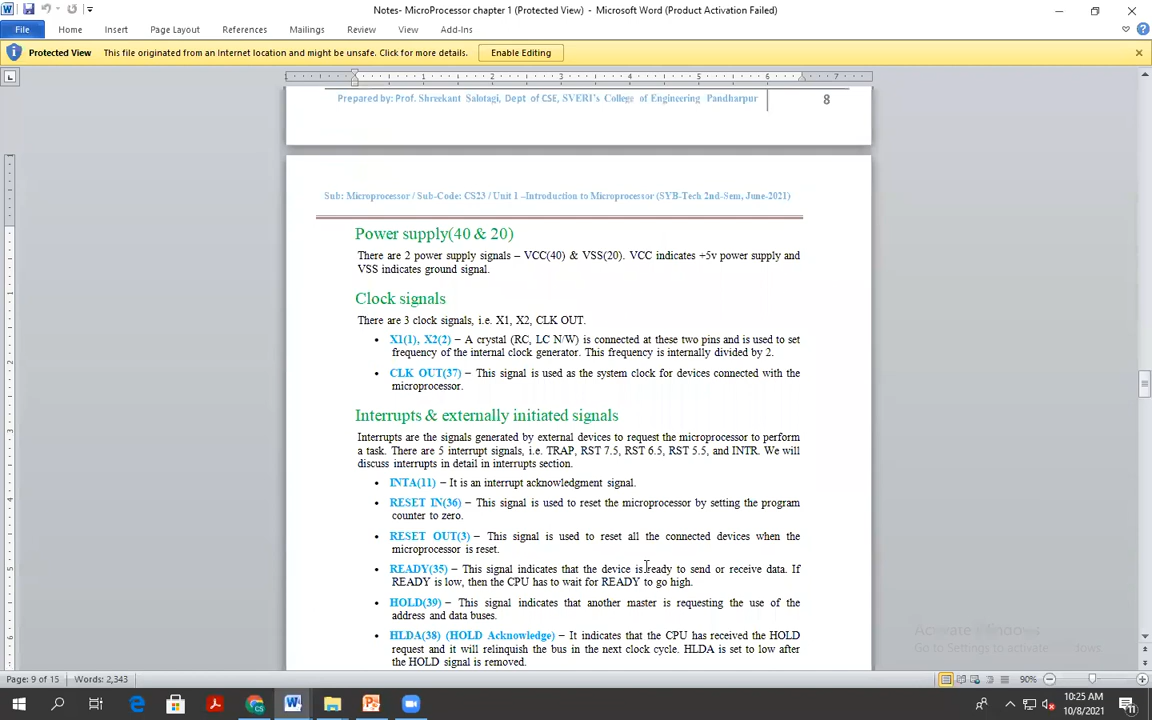 Notes- MicroProcessor chapter 1 (Protected View) - Microsoft Word (Product Activation Failed)
File Home Insert Page Layout References Mailings Review View Add-Ins
Protected View This file originated from an Internet location and might be unsafe. Click for more details. Enable Editing
1 1 2 3 4 5 6 7
Prepared by: Prof. Shreekant Salotagi, Dept of CSE, SVERI's College of Engineering Pandharpur 8
Sub: Microprocessor / Sub-Code: CS23 / Unit 1 –Introduction to Microprocessor (SYB-Tech 2nd-Sem, June-2021)
Power supply(40 & 20)
There are 2 power supply signals – VCC(40) & VSS(20). VCC indicates +5v power supply and
VSS indicates ground signal.
Clock signals
There are 3 clock signals, i.e. X1, X2, CLK OUT.
• X1(1), X2(2) – A crystal (RC, LC N/W) is connected at these two pins and is used to set
frequency of the internal clock generator. This frequency is internally divided by 2.
• CLK OUT(37) – This signal is used as the system clock for devices connected with the
microprocessor.
Interrupts & externally initiated signals
Interrupts are the signals generated by external devices to request the microprocessor to perform
a task. There are 5 interrupt signals, i.e. TRAP, RST 7.5, RST 6.5, RST 5.5, and INTR. We will
discuss interrupts in detail in interrupts section.
• INTA(11) – It is an interrupt acknowledgment signal.
• RESET IN(36) – This signal is used to reset the microprocessor by setting the program
counter to zero.
• RESET OUT(3) – This signal is used to reset all the connected devices when the
microprocessor is reset.
• READY(35) – This signal indicates that the device is ready to send or receive data. If
READY is low, then the CPU has to wait for READY to go high.
• HOLD(39) – This signal indicates that another master is requesting the use of the
address and data buses.
• HLDA(38) (HOLD Acknowledge) – It indicates that the CPU has received the HOLD
request and it will relinquish the bus in the next clock cycle. HLDA is set to low after
the HOLD signal is removed.
Activate Windows
Go to Settings to activate Windows.
Page: 9 of 15 Words: 2,343 90%
10:25 AM
10/8/2021